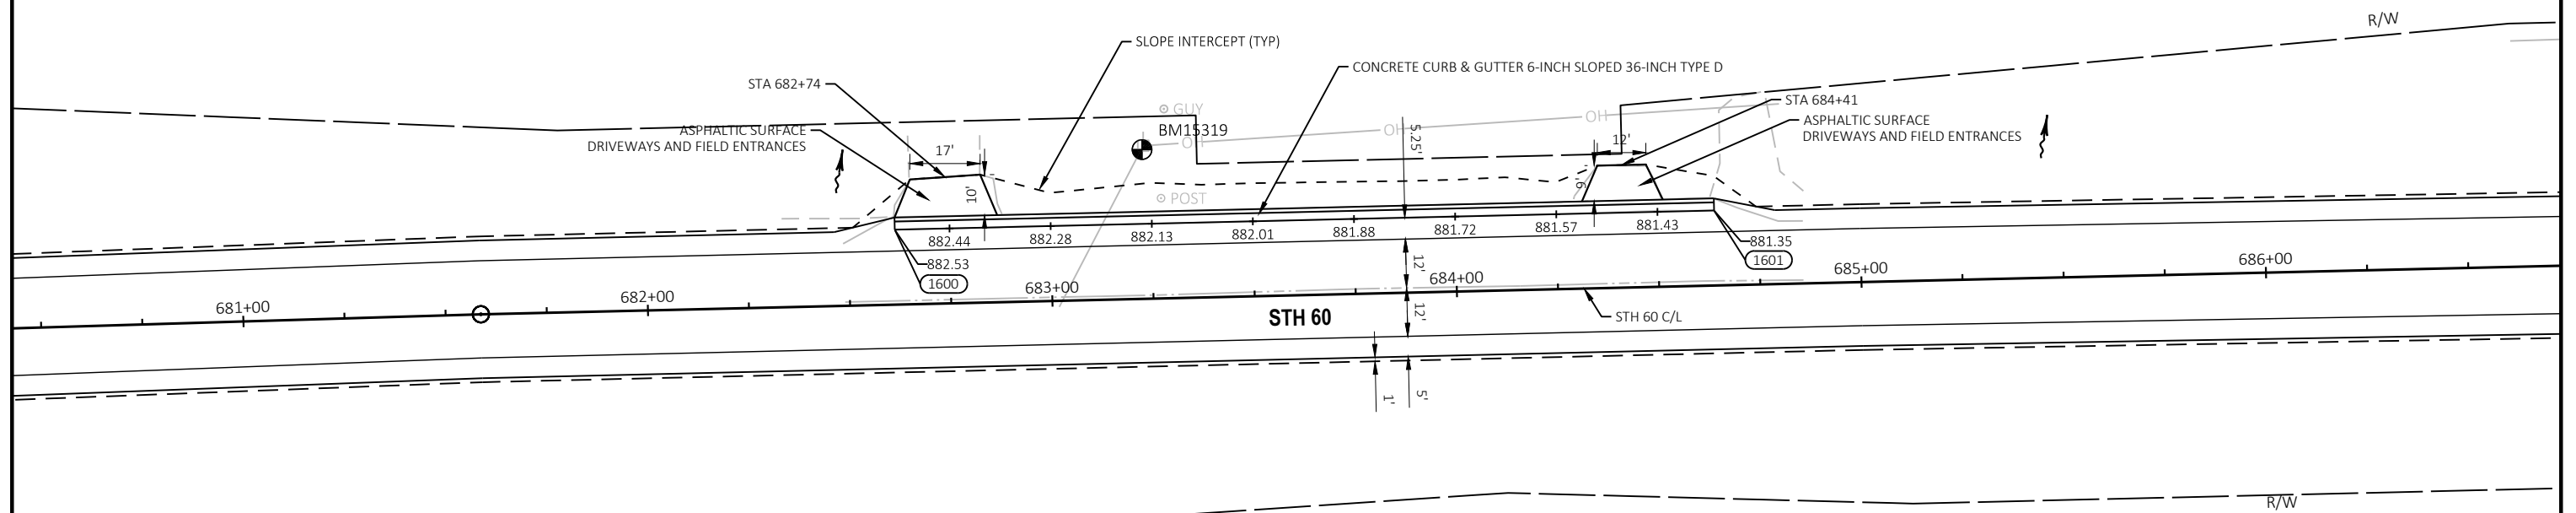 R/W
SLOPE INTERCEPT (TYP)
CONCRETE CURB & GUTTER 6-INCH SLOPED 36-INCH TYPE D
STA 682+74
STA 684+41
GUY
OH
OH
OH
BM15319
5.25'
ASPHALTIC SURFACE
DRIVEWAYS AND FIELD ENTRANCES
ASPHALTIC SURFACE
DRIVEWAYS AND FIELD ENTRANCES
17'
12'
10'
9'
POST
882.44
882.28
882.13
882.01
881.88
881.72
881.57
881.43
881.35
882.53
1600
1601
12'
681+00
682+00
683+00
684+00
685+00
686+00
STH 60
12'
STH 60 C/L
1'
5'
R/W